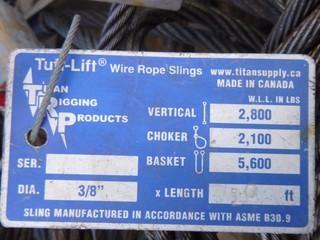 Tuff-Lift® Wire Rope Slings www.titansupply.ca
MADE IN CANADA
W.L.L. IN LBS
TITAN
RIGGING
PRODUCTS
VERTICAL 2,800
CHOKER 2,100
BASKET 5,600
SER.
DIA. 3/8" x LENGTH ft
SLING MANUFACTURED IN ACCORDANCE WITH ASME B30.9